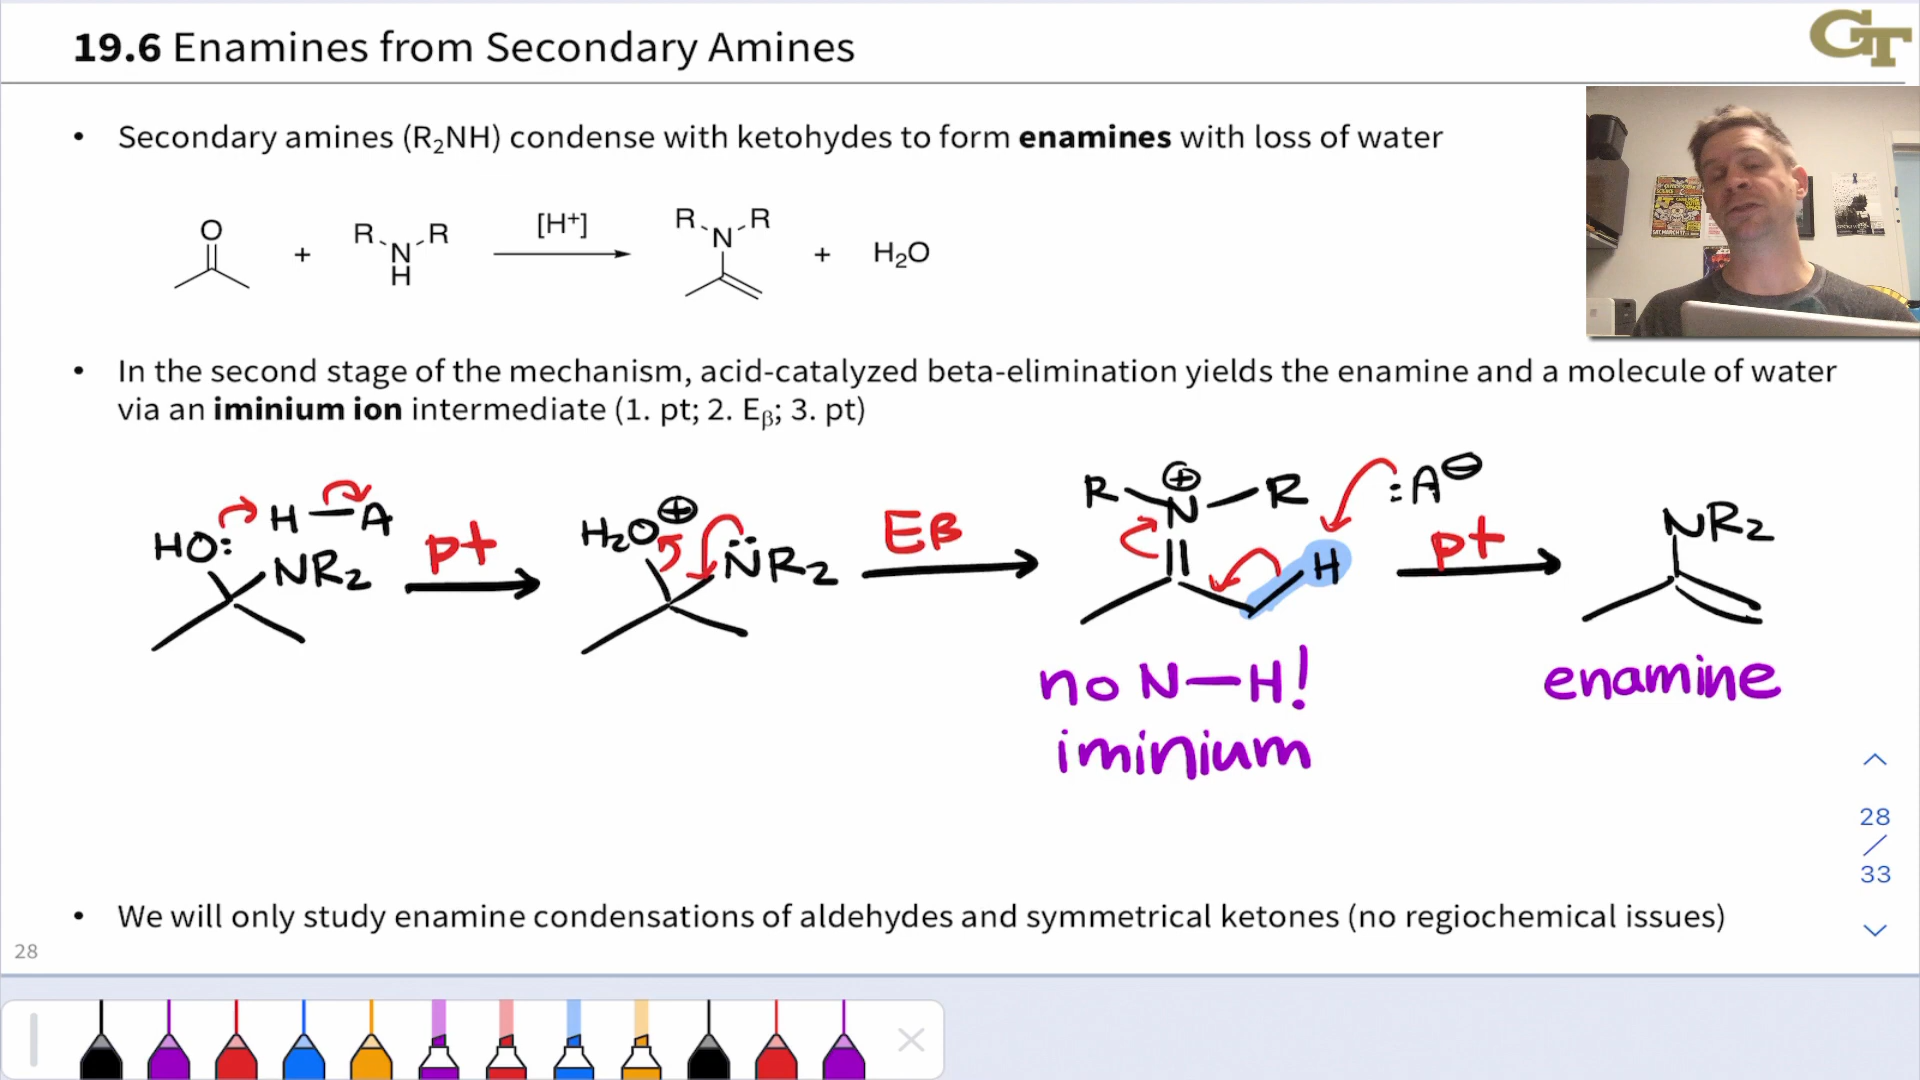 19.6 Enamines from Secondary Amines
GT
• Secondary amines (R₂NH) condense with ketohydes to form enamines with loss of water
O
+
R N R
H
[H⁺]
R N R
+ H₂O
• In the second stage of the mechanism, acid-catalyzed beta-elimination yields the enamine and a molecule of water
via an iminium ion intermediate (1. pt; 2. Eβ; 3. pt)
HO: H—A
NR₂
pt
H₂O⊕
N̈R₂
Eβ
R—N⊕—R
H
:A⊖
pt
NR₂
no N—H!
iminium
enamine
28
/
33
• We will only study enamine condensations of aldehydes and symmetrical ketones (no regiochemical issues)
28